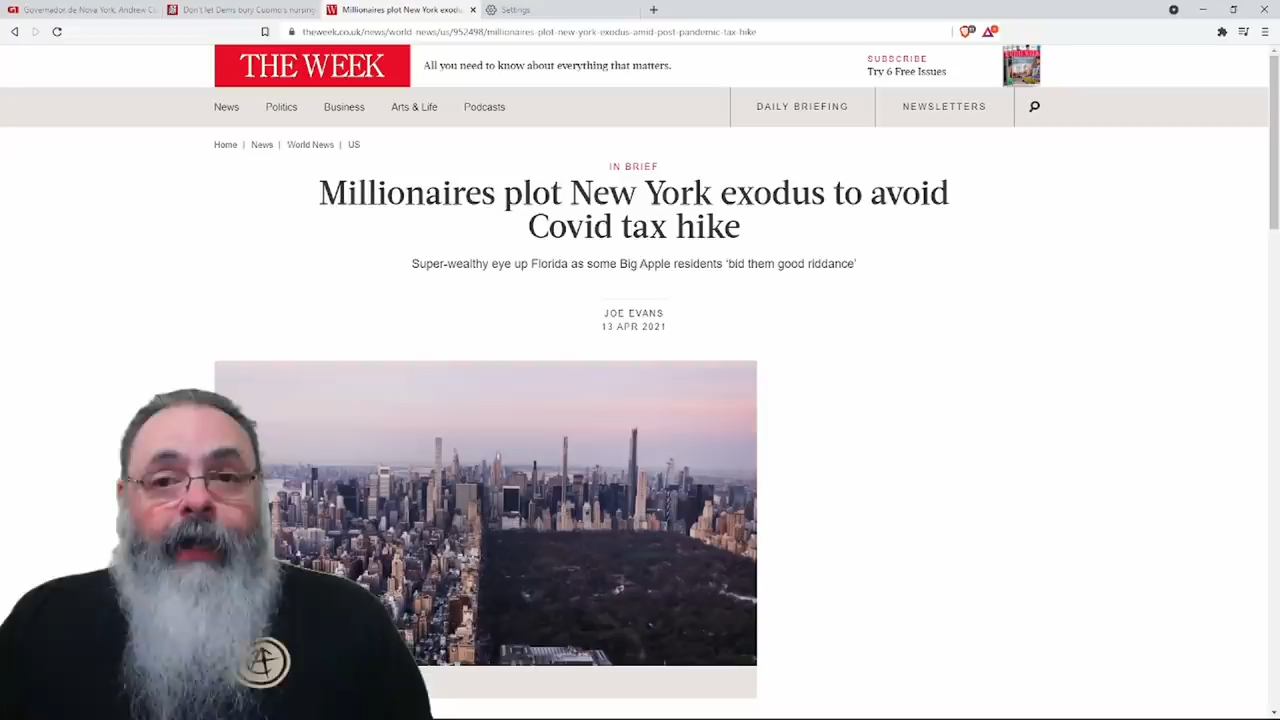 Governador de Nova York, Andrew C
Don't let Dems bury Cuomo's nursing
Millionaires plot New York exodu
Settings
theweek.co.uk/news/world-news/us/952498/millionaires-plot-new-york-exodus-amid-post-pandemic-tax-hike
THE WEEK
All you need to know about everything that matters.
SUBSCRIBE
Try 6 Free Issues
News
Politics
Business
Arts & Life
Podcasts
DAILY BRIEFING
NEWSLETTERS
Home | News | World News | US
IN BRIEF
Millionaires plot New York exodus to avoid
Covid tax hike
Super-wealthy eye up Florida as some Big Apple residents ‘bid them good riddance’
JOE EVANS
13 APR 2021